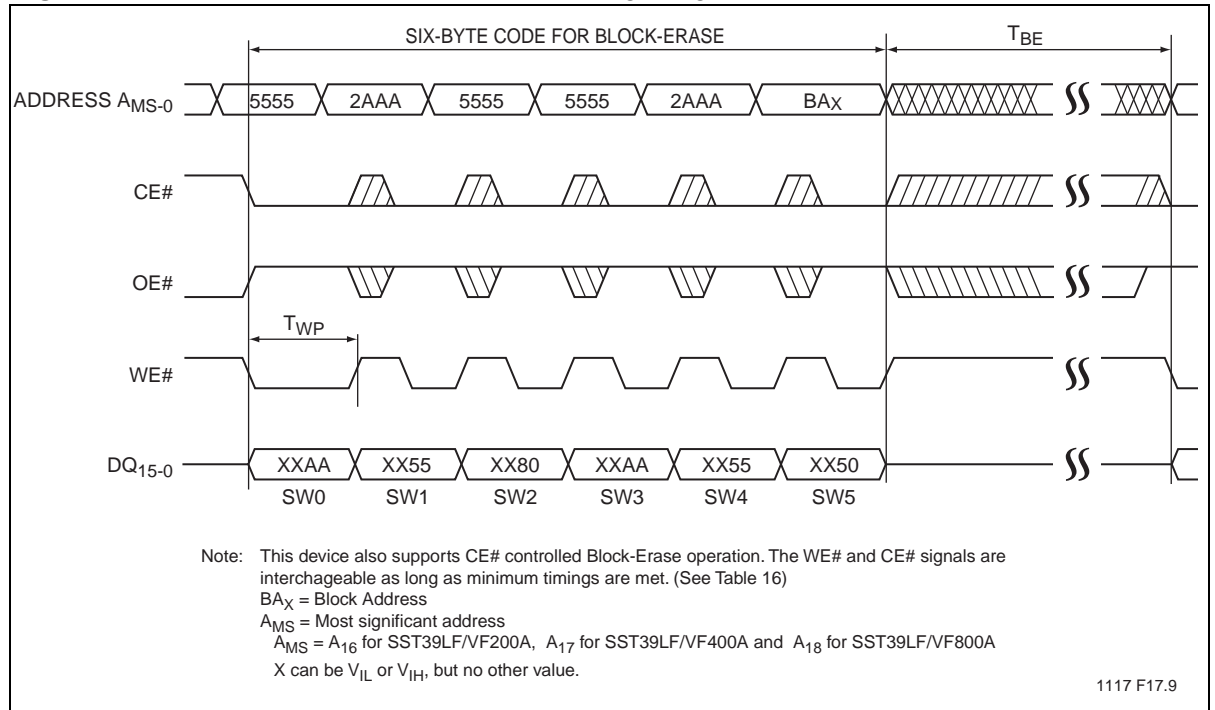 SIX-BYTE CODE FOR BLOCK-ERASE
TBE
ADDRESS AMS-0
5555
2AAA
5555
5555
2AAA
BAX
CE#
OE#
TWP
WE#
DQ15-0
XXAA
XX55
XX80
XXAA
XX55
XX50
SW0
SW1
SW2
SW3
SW4
SW5
Note: This device also supports CE# controlled Block-Erase operation. The WE# and CE# signals are
interchageable as long as minimum timings are met. (See Table 16)
BAX = Block Address
AMS = Most significant address
AMS = A16 for SST39LF/VF200A, A17 for SST39LF/VF400A and A18 for SST39LF/VF800A
X can be VIL or VIH, but no other value.
1117 F17.9